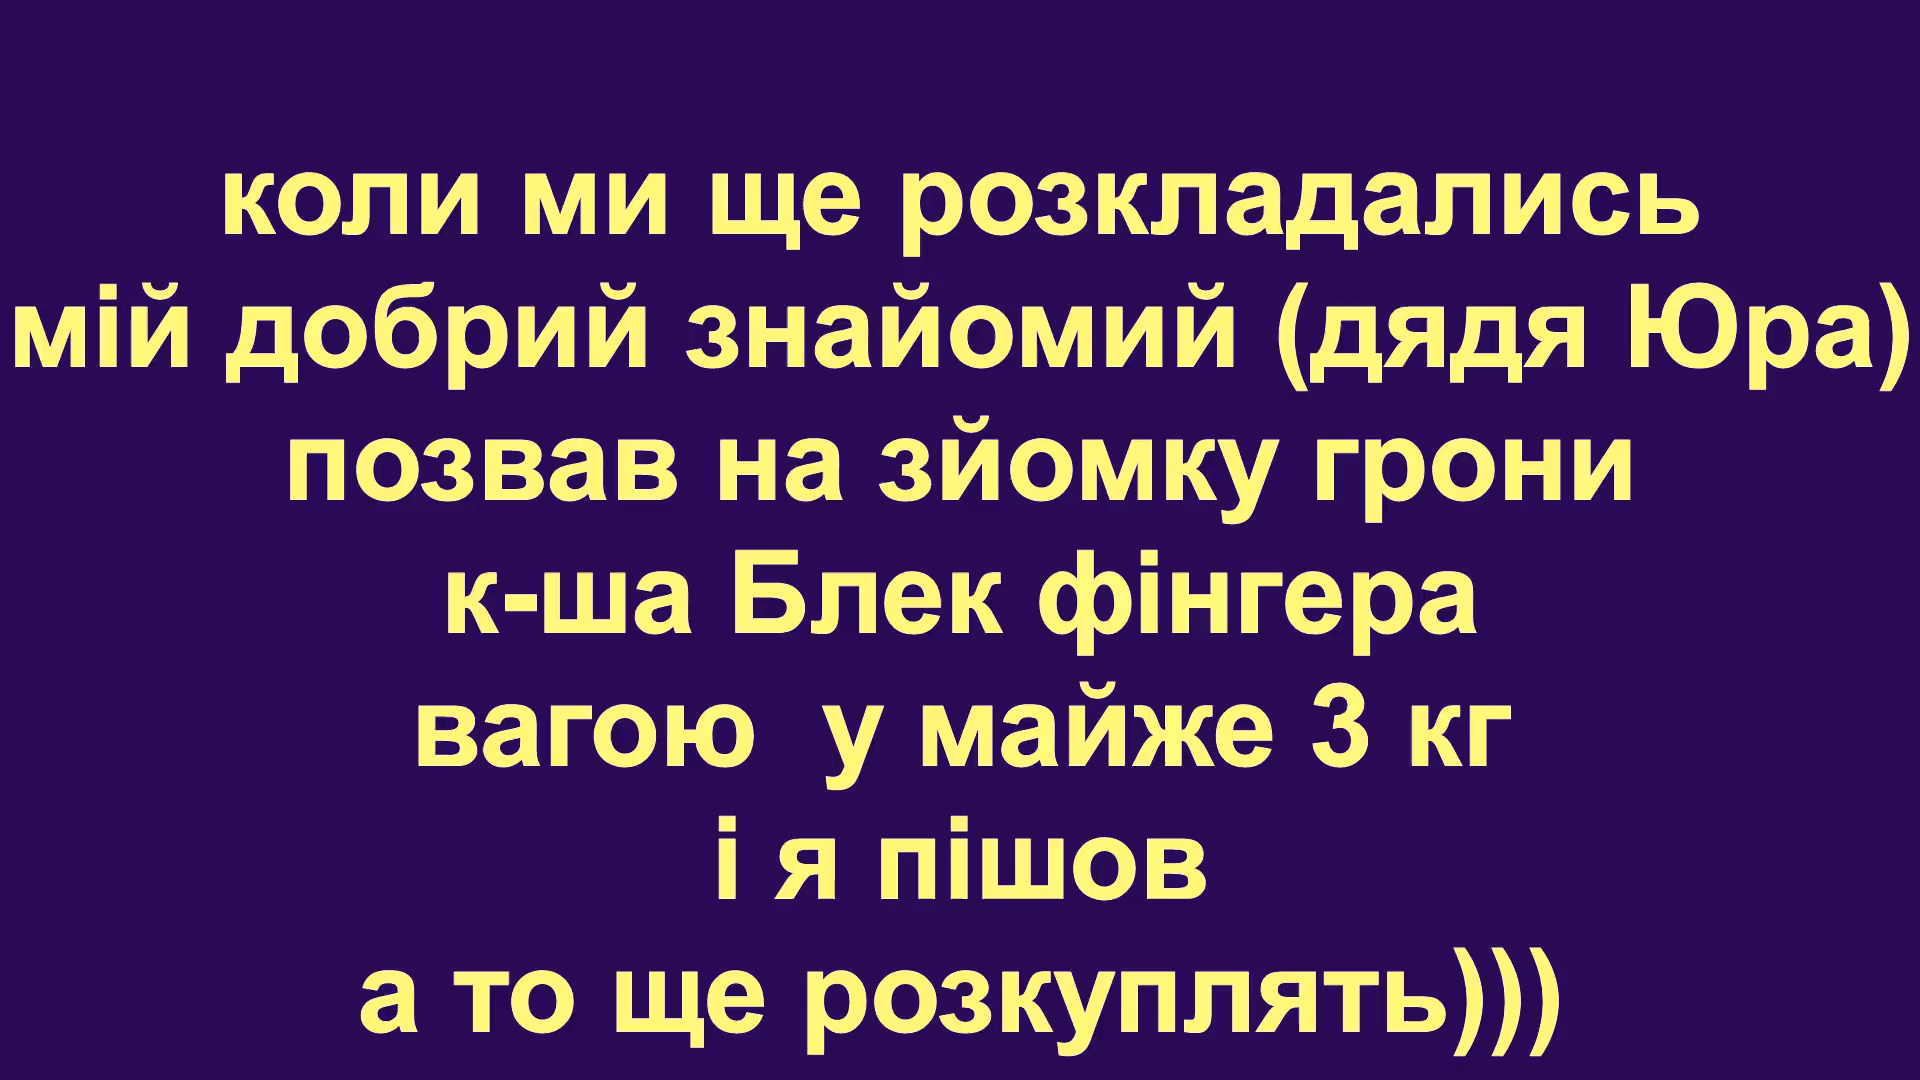 коли ми ще розкладались
мій добрий знайомий (дядя Юра)
позвав на зйомку грони
к-ша Блек фінгера
вагою  у майже 3 кг
і я пішов
а то ще розкуплять)))